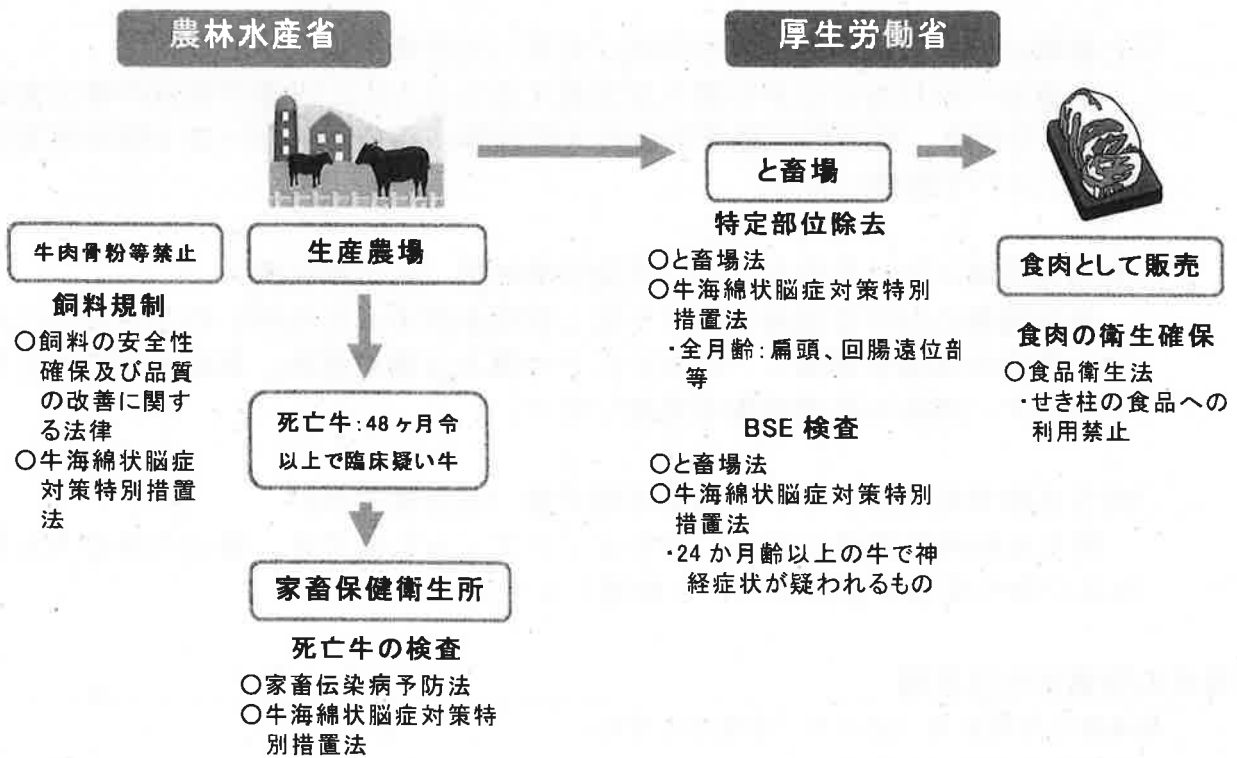 農林水産省
厚生労働省
牛肉骨粉等禁止
飼料規制
○飼料の安全性
確保及び品質
の改善に関す
る法律
○牛海綿状脳症
対策特別措置
法
生産農場
死亡牛：48ヶ月令
以上で臨床疑い牛
家畜保健衛生所
死亡牛の検査
○家畜伝染病予防法
○牛海綿状脳症対策特
別措置法
と畜場
特定部位除去
○と畜場法
○牛海綿状脳症対策特別
措置法
・全月齢：扁頭、回腸遠位部
等
BSE 検査
○と畜場法
○牛海綿状脳症対策特別
措置法
・24か月齢以上の牛で神
経症状が疑われるもの
食肉として販売
食肉の衛生確保
○食品衛生法
・せき柱の食品への
利用禁止